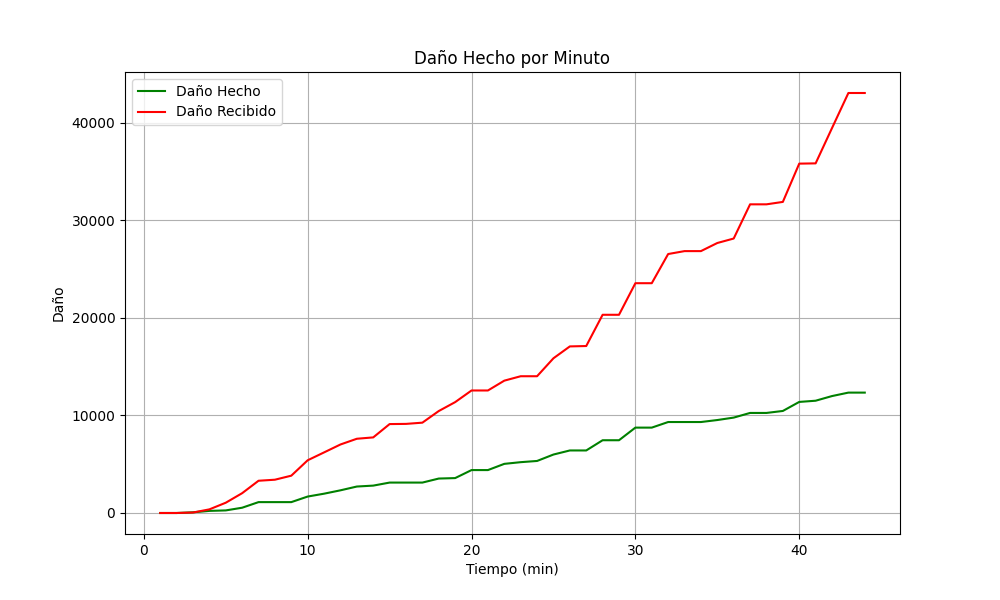 Daño Hecho por Minuto
Daño Hecho
Daño Recibido
Daño
40000
30000
20000
10000
0
0 10 20 30 40
Tiempo (min)